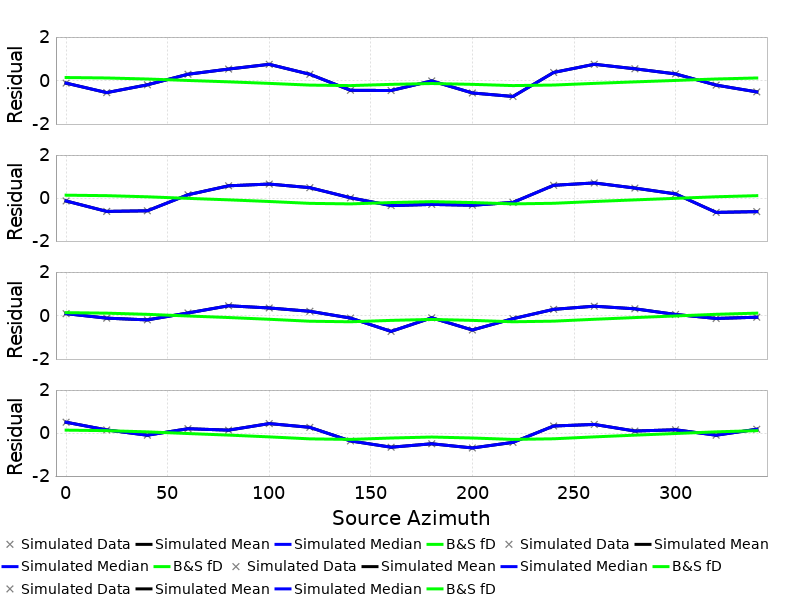 2
Residual
0
-2
2
Residual
0
-2
2
Residual
0
-2
2
Residual
0
-2
0 50 100 150 200 250 300
Source Azimuth
Simulated Data Simulated Mean Simulated Median B&S fD Simulated Data Simulated Mean
Simulated Median B&S fD Simulated Data Simulated Mean Simulated Median B&S fD
Simulated Data Simulated Mean Simulated Median B&S fD